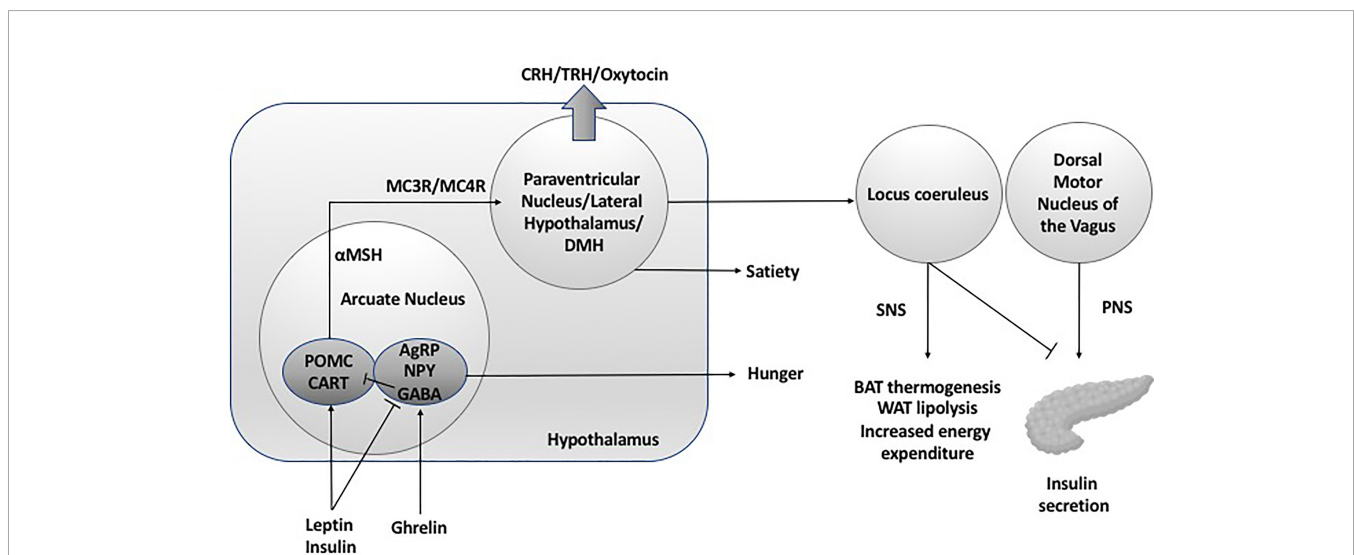 CRH/TRH/Oxytocin
MC3R/MC4R
Paraventricular
Nucleus/Lateral
Hypothalamus/
DMH
Locus coeruleus
Dorsal
Motor
Nucleus of
the Vagus
αMSH
Arcuate Nucleus
Satiety
SNS
PNS
POMC
CART
AgRP
NPY
GABA
Hunger
BAT thermogenesis
WAT lipolysis
Increased energy
expenditure
Hypothalamus
Insulin
secretion
Leptin
Insulin
Ghrelin